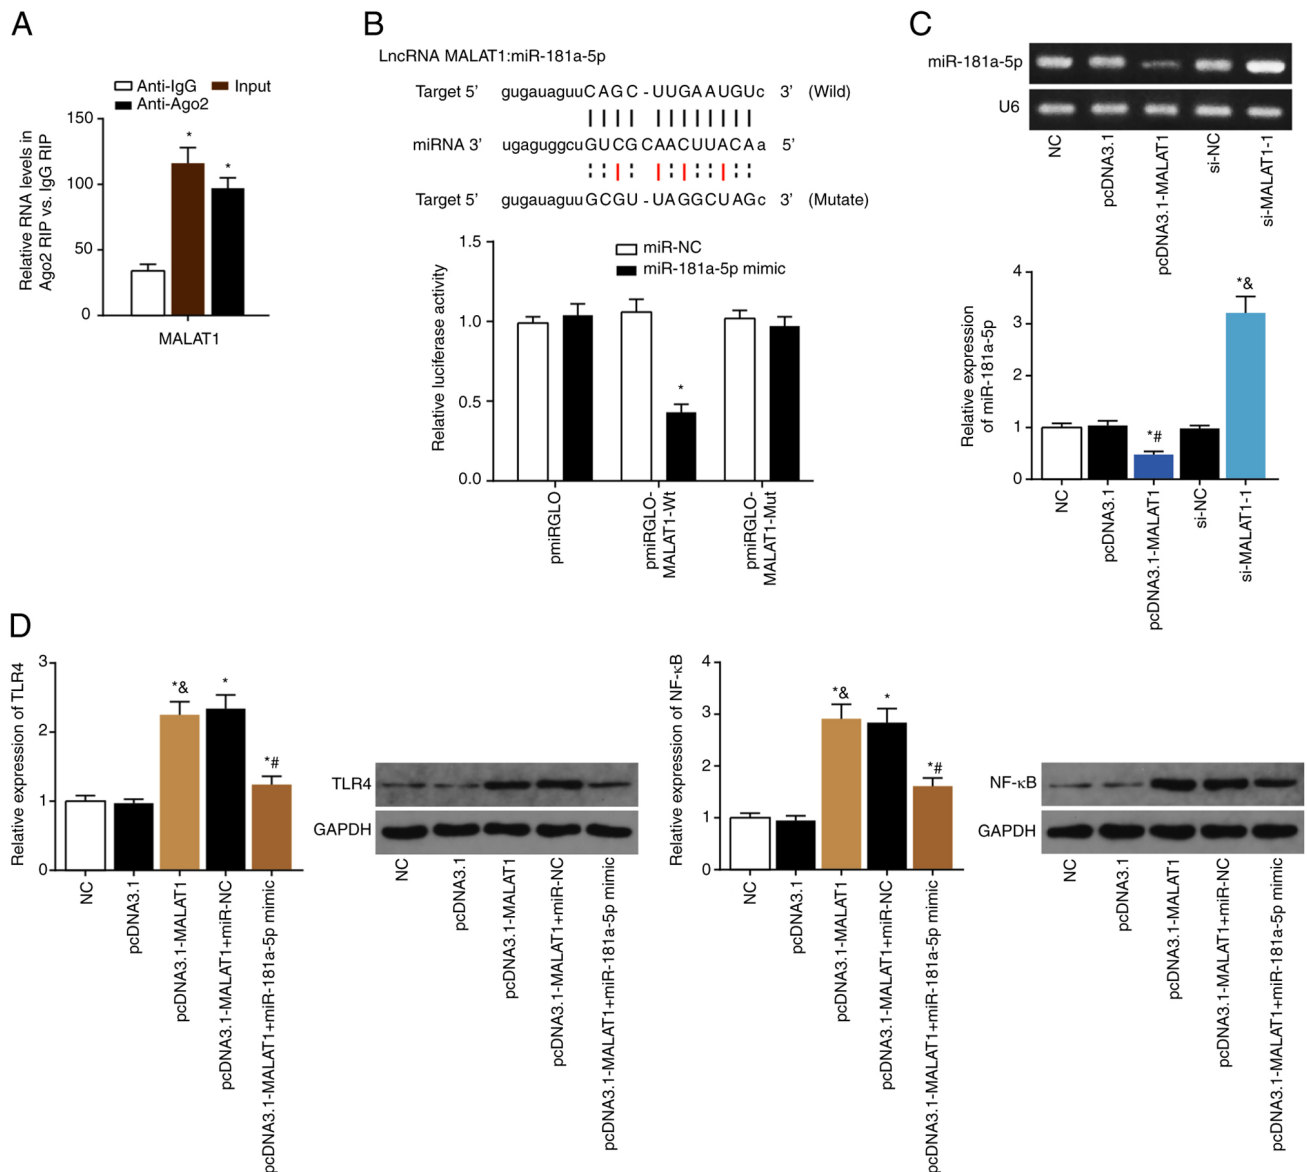 A
Anti-IgG
Input
Anti-Ago2
Relative RNA levels in
Ago2 RIP vs. IgG RIP
150
100
50
0
*
*
MALAT1
B
LncRNA MALAT1:miR-181a-5p
Target 5’ gugauaguuCAGC-UUGAAUGUc 3’ (Wild)
miRNA 3’ ugaguggcuGUCGCAACUUACAa 5’
Target 5’ gugauaguuGCGU-UAGGCUAGc 3’ (Mutate)
miR-NC
miR-181a-5p mimic
Relative luciferase activity
1.5
1.0
0.5
0.0
*
pmiRGLO
pmiRGLO-
MALAT1-Wt
pmiRGLO-
MALAT1-Mut
C
miR-181a-5p
U6
NC
pcDNA3.1
pcDNA3.1-MALAT1
si-NC
si-MALAT1-1
Relative expression
of miR-181a-5p
4
3
2
1
0
*#
*&
NC
pcDNA3.1
pcDNA3.1-MALAT1
si-NC
si-MALAT1-1
D
Relative expression of TLR4
3
2
1
0
*&
*
*#
NC
pcDNA3.1
pcDNA3.1-MALAT1
pcDNA3.1-MALAT1+miR-NC
pcDNA3.1-MALAT1+miR-181a-5p mimic
TLR4
GAPDH
NC
pcDNA3.1
pcDNA3.1-MALAT1
pcDNA3.1-MALAT1+miR-NC
pcDNA3.1-MALAT1+miR-181a-5p mimic
Relative expression of NF-κB
4
3
2
1
0
*&
*
*#
NC
pcDNA3.1
pcDNA3.1-MALAT1
pcDNA3.1-MALAT1+miR-NC
pcDNA3.1-MALAT1+miR-181a-5p mimic
NF-κB
GAPDH
NC
pcDNA3.1
pcDNA3.1-MALAT1
pcDNA3.1-MALAT1+miR-NC
pcDNA3.1-MALAT1+miR-181a-5p mimic